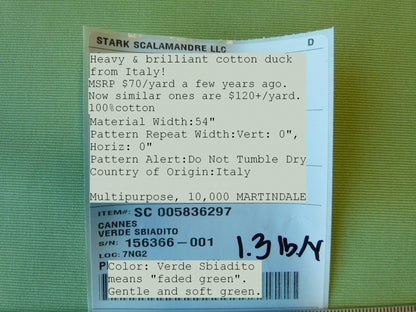 STARK SCALAMANDRE LLC D
Heavy & brilliant cotton duck
from Italy!
MSRP $70/yard a few years ago.
Now similar ones are $120+/yard.
100%cotton
Material Width:54"
Pattern Repeat Width:Vert: 0",
Horiz: 0"
Pattern Alert:Do Not Tumble Dry
Country of Origin:Italy
Multipurpose, 10,000 MARTINDALE
ITEM#: SC 005836297
CANNES
VERDE SBIADITO
S/N: 156366-001
LOC: 7NG2
1.3 lb/y
P
Color: Verde Sbiadito
means "faded green".
Gentle and soft green.